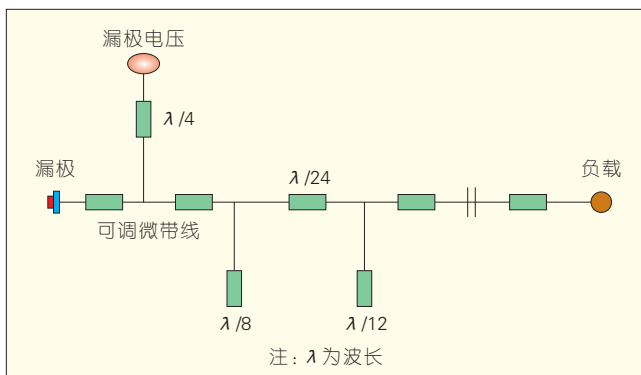 漏极电压
λ/4
漏极
λ/24
负载
可调微带线
λ/8
λ/12
注: λ为波长